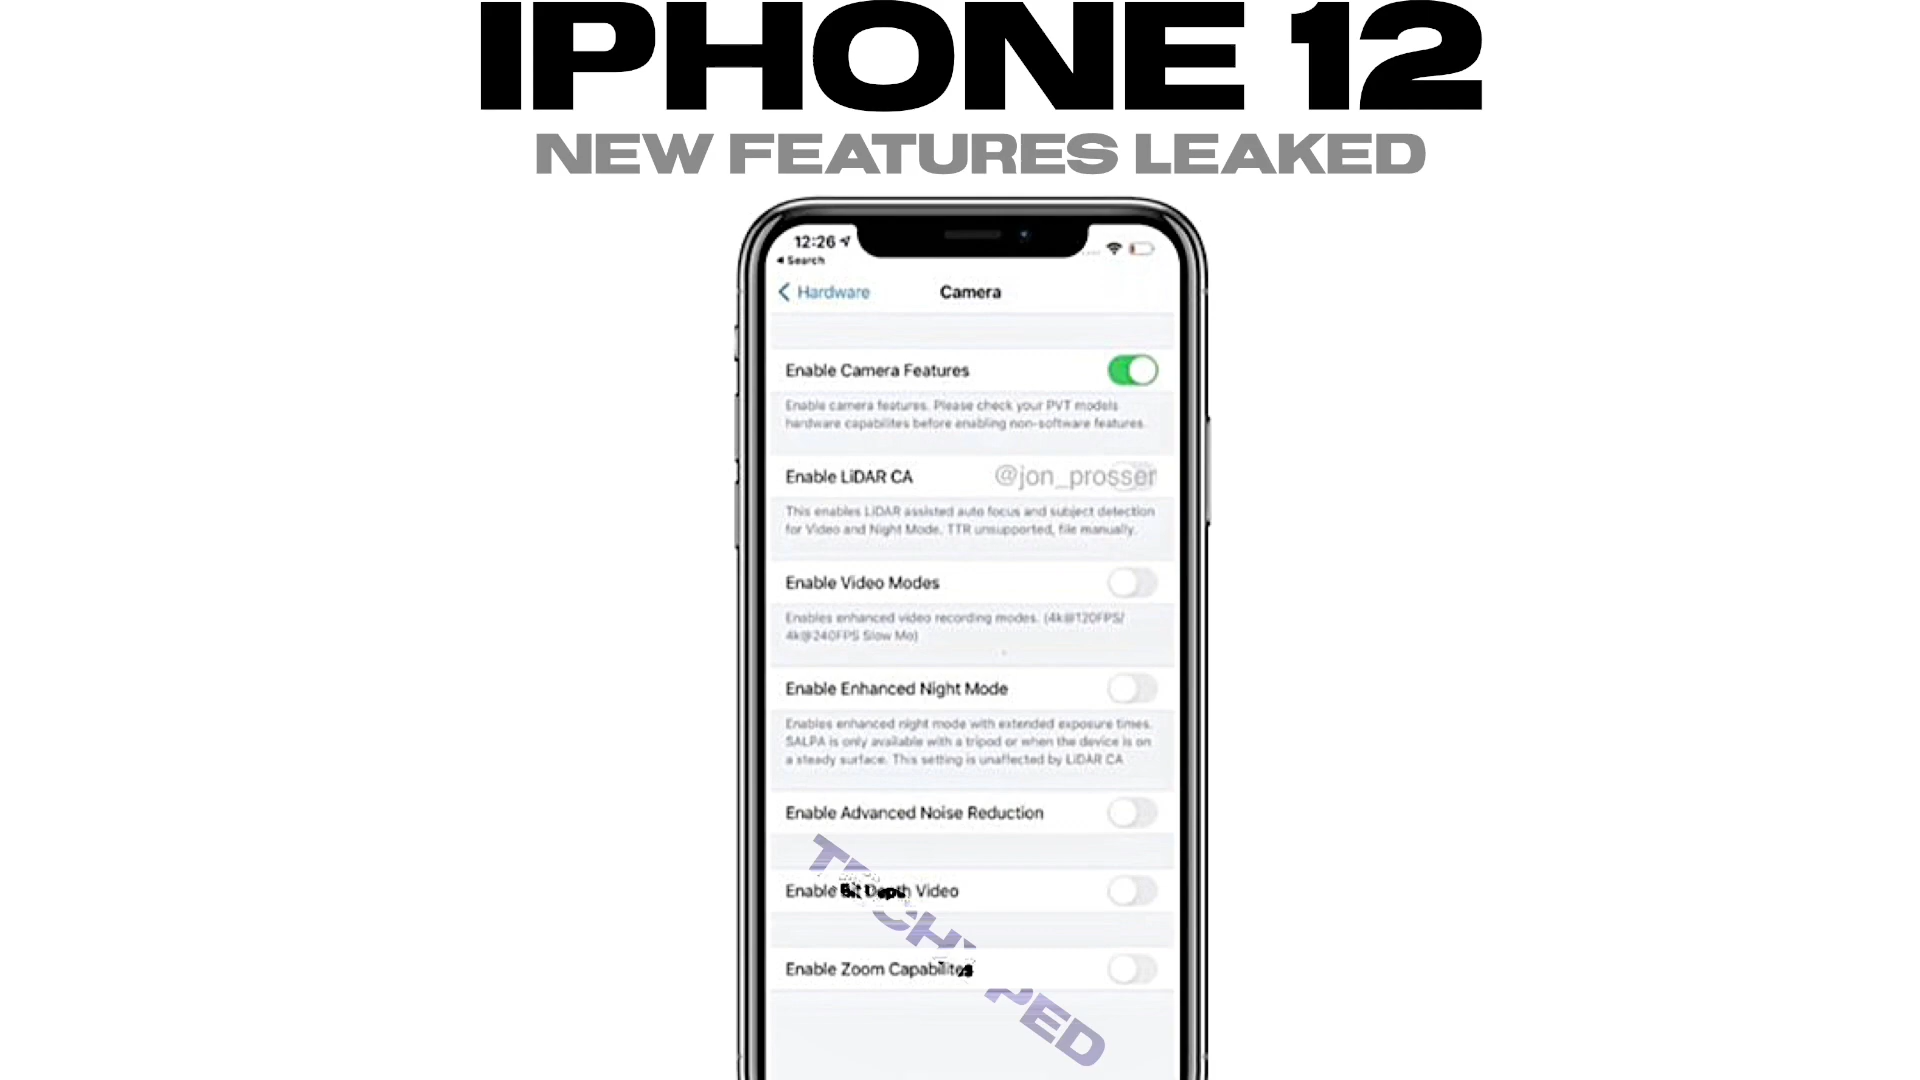 IPHONE 12
NEW FEATURES LEAKED
12:26
Search
Hardware
Camera
Enable Camera Features
Enable camera features. Please check your PVT models
hardware capabilites before enabling non-software features.
Enable LiDAR CA
@jon_prosser
This enables LiDAR assisted auto focus and subject detection
for Video and Night Mode. TTR unsupported, file manually.
Enable Video Modes
Enables enhanced video recording modes. (4k@120FPS/
4k@240FPS Slow Mo)
Enable Enhanced Night Mode
Enables enhanced night mode with extended exposure times.
SALPA is only available with a tripod or when the device is on
a steady surface. This setting is unaffected by LiDAR CA
Enable Advanced Noise Reduction
Enable Bit Depth Video
Enable Zoom Capabilites